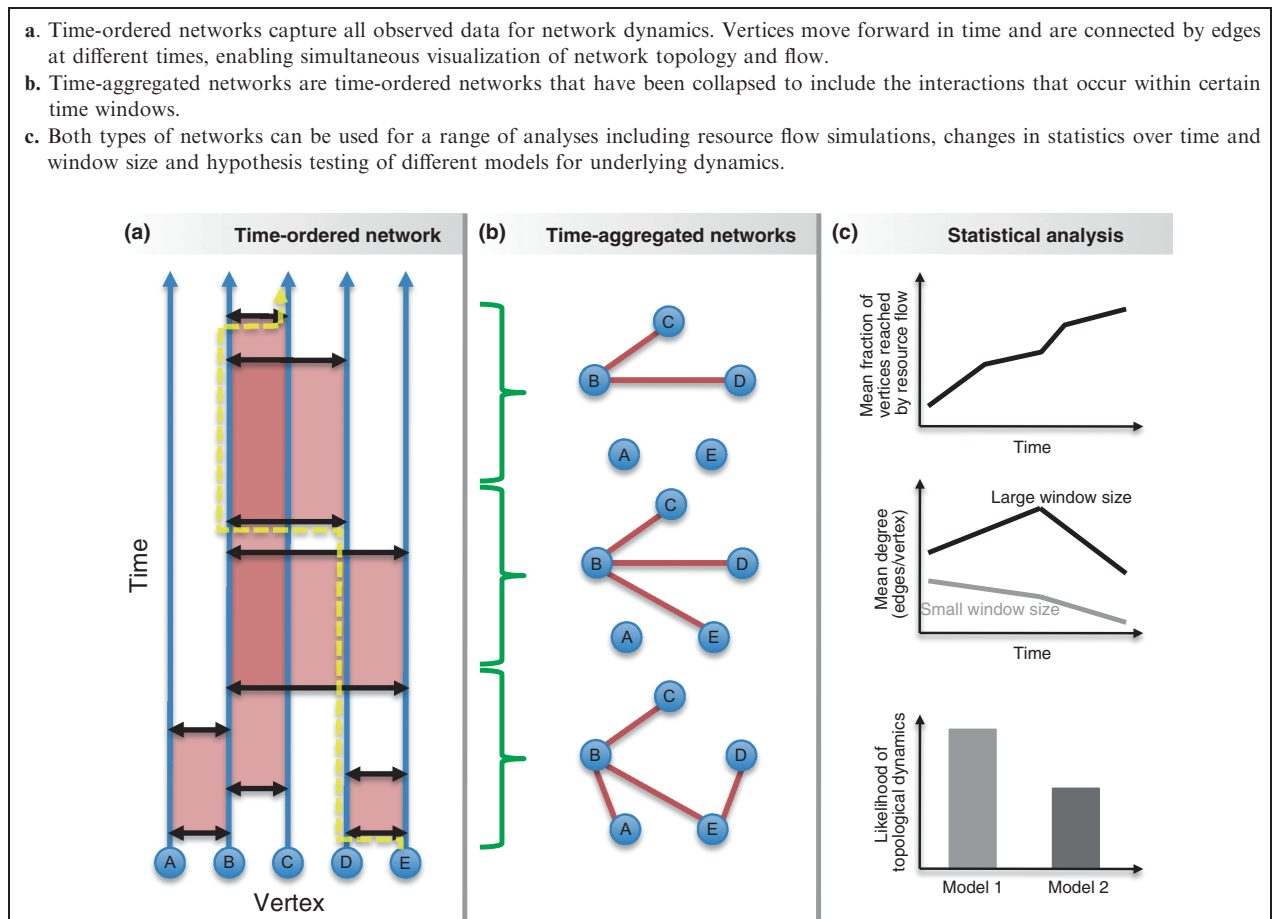 a. Time-ordered networks capture all observed data for network dynamics. Vertices move forward in time and are connected by edges
at different times, enabling simultaneous visualization of network topology and flow.
b. Time-aggregated networks are time-ordered networks that have been collapsed to include the interactions that occur within certain
time windows.
c. Both types of networks can be used for a range of analyses including resource flow simulations, changes in statistics over time and
window size and hypothesis testing of different models for underlying dynamics.
(a) Time-ordered network
Time
A B C D E
Vertex
(b) Time-aggregated networks
C
B D
A E
C
B D
A E
C
B D
A E
(c) Statistical analysis
Mean fraction of
vertices reached
by resource flow
Time
Mean degree
(edges/vertex)
Large window size
Small window size
Time
Likelihood of
topological dynamics
Model 1 Model 2